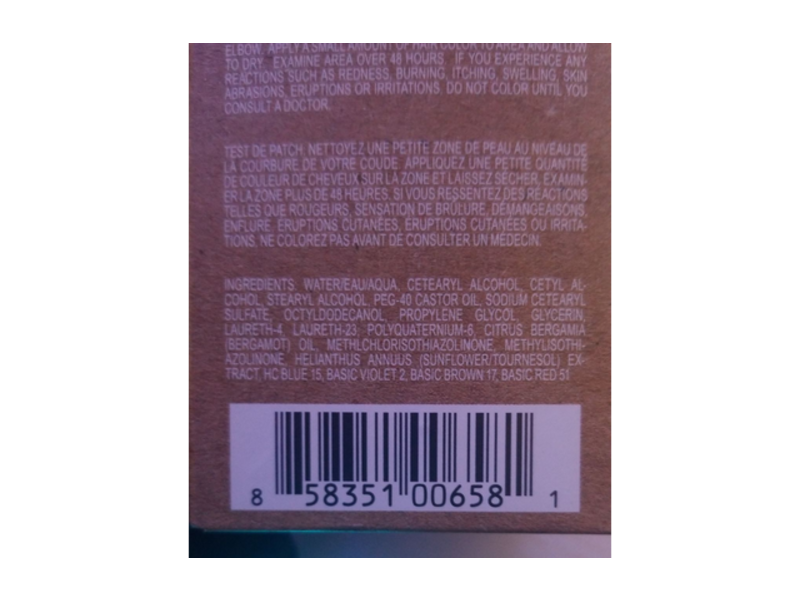 ELBOW. APPLY A SMALL AMOUNT OF HAIR COLOR TO AREA AND ALLOW
TO DRY. EXAMINE AREA OVER 48 HOURS. IF YOU EXPERIENCE ANY
REACTIONS SUCH AS REDNESS, BURNING, ITCHING, SWELLING, SKIN
ABRASIONS, ERUPTIONS OR IRRITATIONS, DO NOT COLOR UNTIL YOU
CONSULT A DOCTOR.
TEST DE PATCH. NETTOYEZ UNE PETITE ZONE DE PEAU AU NIVEAU DE
LA COURBURE DE VOTRE COUDE. APPLIQUEZ UNE PETITE QUANTITÉ
DE COULEUR DE CHEVEUX SUR LA ZONE ET LAISSEZ SÉCHER. EXAMIN-
ER LA ZONE PLUS DE 48 HEURES. SI VOUS RESSENTEZ DES RÉACTIONS
TELLES QUE ROUGEURS, SENSATION DE BRÛLURE, DÉMANGEAISONS,
ENFLURE, ÉRUPTIONS CUTANÉES, ÉRUPTIONS CUTANÉES OU IRRITA-
TIONS, NE COLOREZ PAS AVANT DE CONSULTER UN MÉDECIN.
INGREDIENTS: WATER/EAU/AQUA, CETEARYL ALCOHOL, CETYL AL-
COHOL, STEARYL ALCOHOL, PEG-40 CASTOR OIL, SODIUM CETEARYL
SULFATE, OCTYLDODECANOL, PROPYLENE GLYCOL, GLYCERIN,
LAURETH-4, LAURETH-23, POLYQUATERNIUM-6, CITRUS BERGAMIA
(BERGAMOT) OIL, METHLCHLORISOTHIAZOLINONE, METHYLISOTHI-
AZOLINONE, HELIANTHUS ANNUUS (SUNFLOWER/TOURNESOL) EX-
TRACT, HC BLUE 15, BASIC VIOLET 2, BASIC BROWN 17, BASIC RED 51
8 58351 00658 1